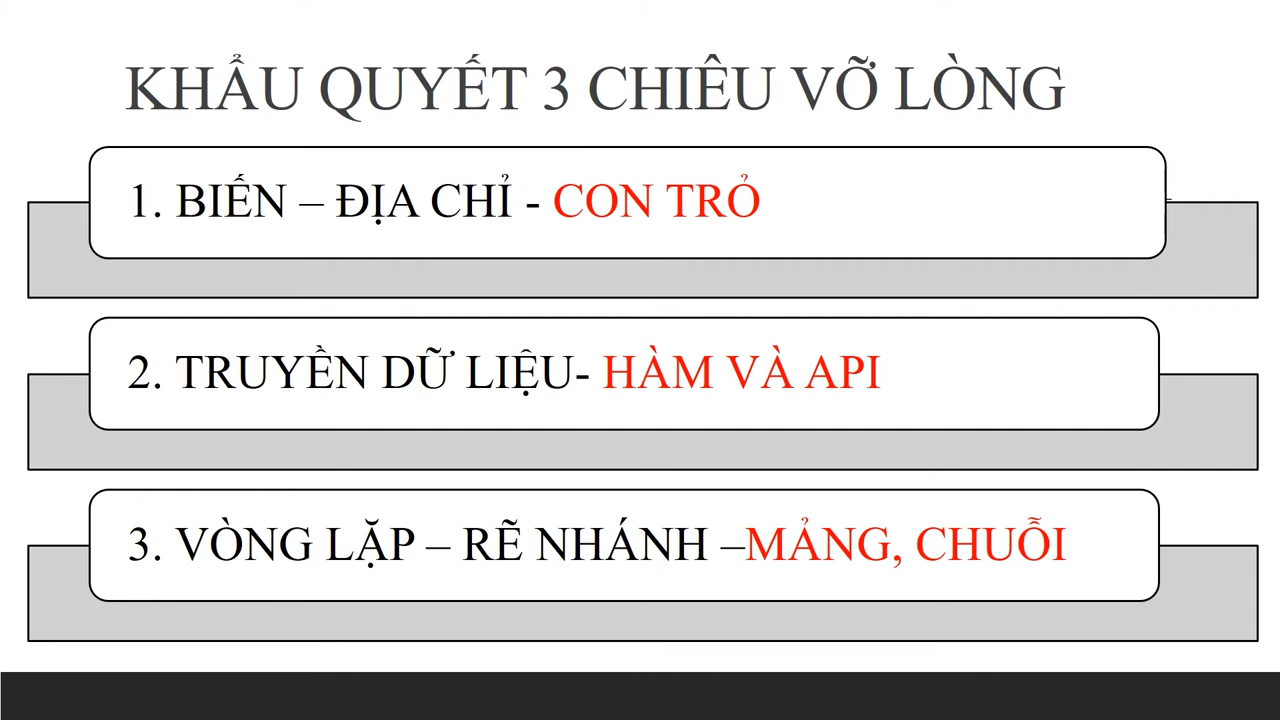 KHẨU QUYẾT 3 CHIÊU VỠ LÒNG
1. BIẾN – ĐỊA CHỈ - CON TRỎ
2. TRUYỀN DỮ LIỆU- HÀM VÀ API
3. VÒNG LẶP – RẼ NHÁNH –MẢNG, CHUỖI